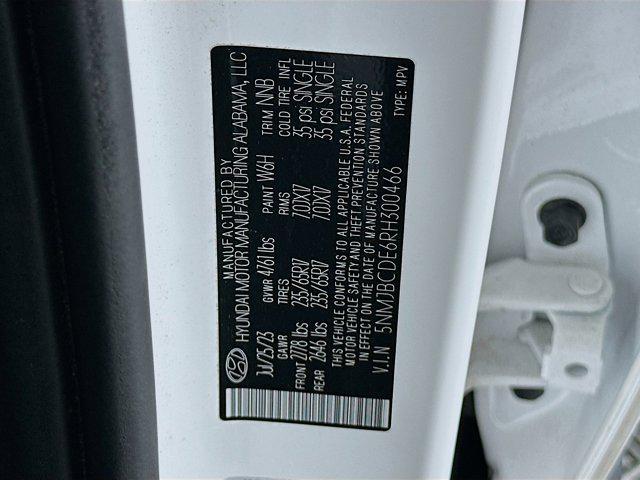 MANUFACTURED BY
HYUNDAI MOTOR MANUFACTURING ALABAMA, LLC
JUL/25/23 GVWR 4761 lbs PAINT W6H TRIM NNB
GAWR TIRES RIMS COLD TIRE INFL
FRONT 2778 lbs 235/65R17 7.0JX17 35 psi SINGLE
REAR 2646 lbs 235/65R17 7.0JX17 35 psi SINGLE
THIS VEHICLE CONFORMS TO ALL APPLICABLE U.S.A. FEDERAL
MOTOR VEHICLE SAFETY AND THEFT PREVENTION STANDARDS
IN EFFECT ON THE DATE OF MANUFACTURE SHOWN ABOVE
V.I.N 5NMJBCDE6RH300466 TYPE: MPV